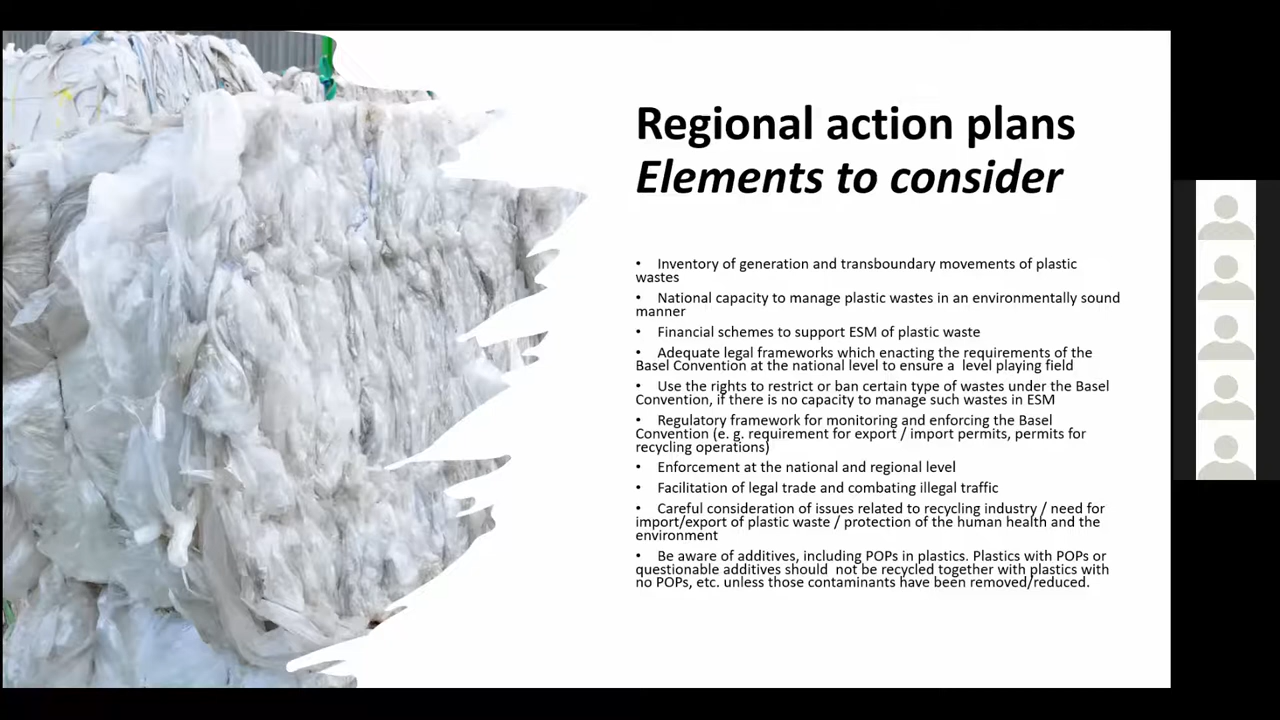 Regional action plans
Elements to consider
• Inventory of generation and transboundary movements of plastic
wastes
• National capacity to manage plastic wastes in an environmentally sound
manner
• Financial schemes to support ESM of plastic waste
• Adequate legal frameworks which enacting the requirements of the
Basel Convention at the national level to ensure a level playing field
• Use the rights to restrict or ban certain type of wastes under the Basel
Convention, if there is no capacity to manage such wastes in ESM
• Regulatory framework for monitoring and enforcing the Basel
Convention (e. g. requirement for export / import permits, permits for
recycling operations)
• Enforcement at the national and regional level
• Facilitation of legal trade and combating illegal traffic
• Careful consideration of issues related to recycling industry / need for
import/export of plastic waste / protection of the human health and the
environment
• Be aware of additives, including POPs in plastics. Plastics with POPs or
questionable additives should not be recycled together with plastics with
no POPs, etc. unless those contaminants have been removed/reduced.